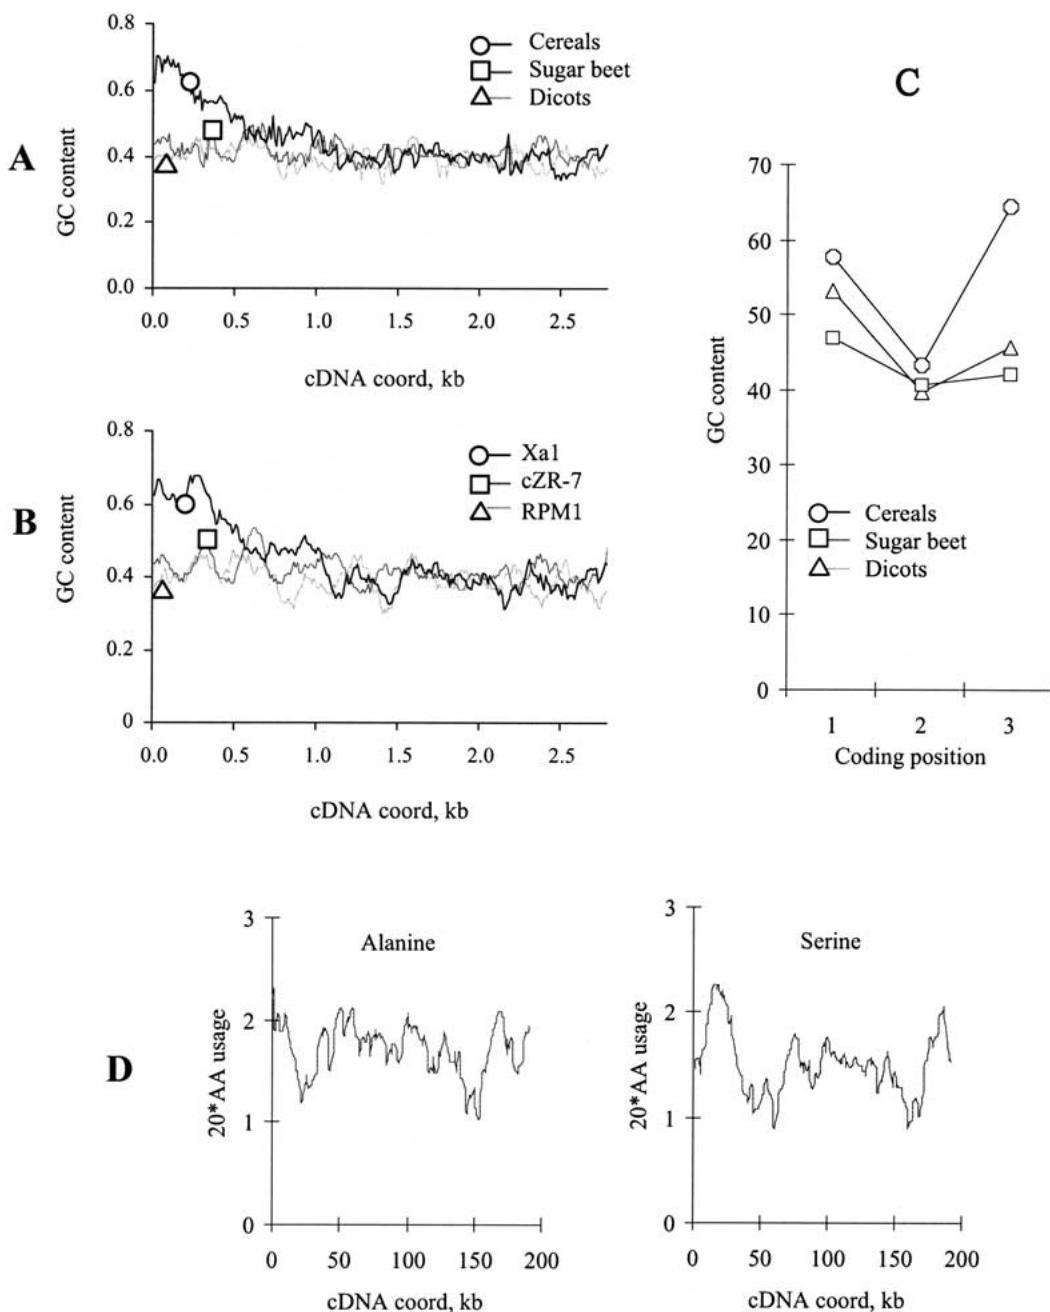 A
GC content
0.8
0.6
0.4
0.2
0.0
0.0 0.5 1.0 1.5 2.0 2.5
cDNA coord, kb
Cereals
Sugar beet
Dicots
B
GC content
0.8
0.6
0.4
0.2
0
0.0 0.5 1.0 1.5 2.0 2.5
cDNA coord, kb
Xa1
cZR-7
RPM1
C
GC content
70
60
50
40
30
20
10
0
1 2 3
Coding position
Cereals
Sugar beet
Dicots
D
20*AA usage
3
2
1
0
Alanine
0 50 100 150 200
cDNA coord, kb
20*AA usage
3
2
1
0
Serine
0 50 100 150 200
cDNA coord, kb